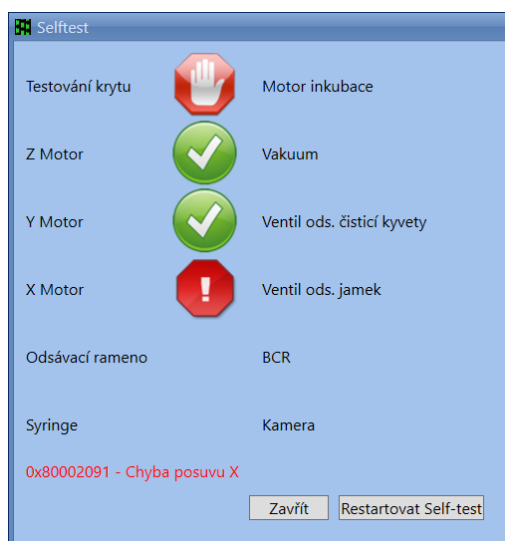 Selftest
Testování krytu
Motor inkubace
Z Motor
Vakuum
Y Motor
Ventil ods. čisticí kyvety
X Motor
Ventil ods. jamek
Odsávací rameno
BCR
Syringe
Kamera
0x80002091 - Chyba posuvu X
Zavřít
Restartovat Self-test